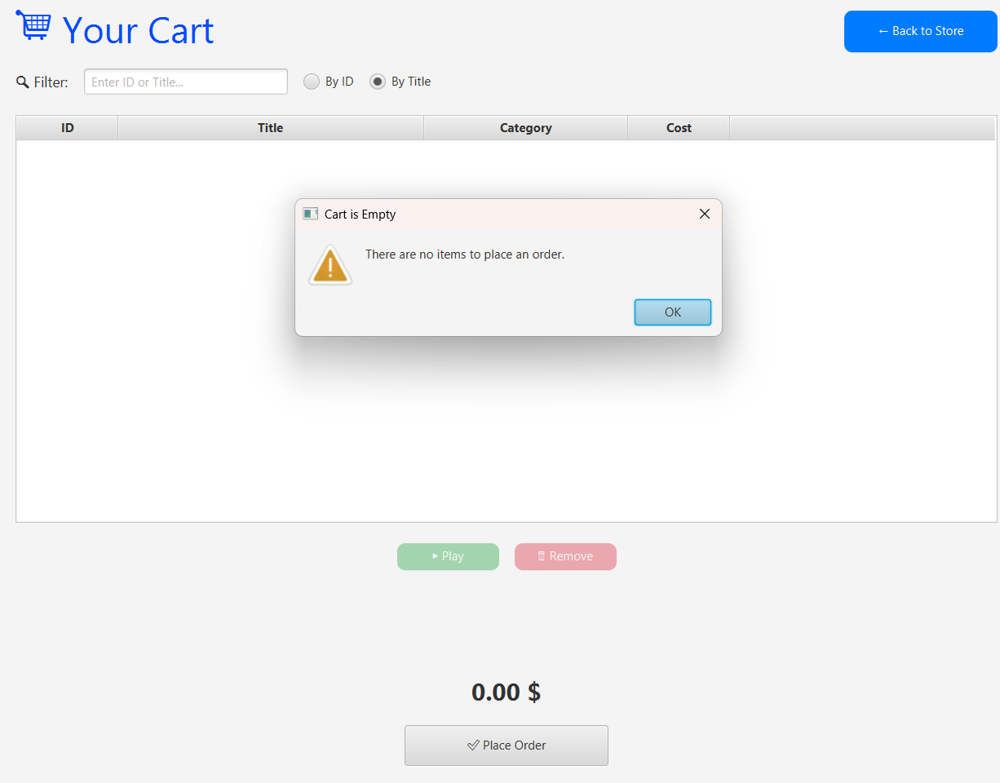 Your Cart
← Back to Store
Filter:
Enter ID or Title...
By ID
By Title
ID Title Category Cost
Cart is Empty
There are no items to place an order.
OK
Play
Remove
0.00 $
Place Order